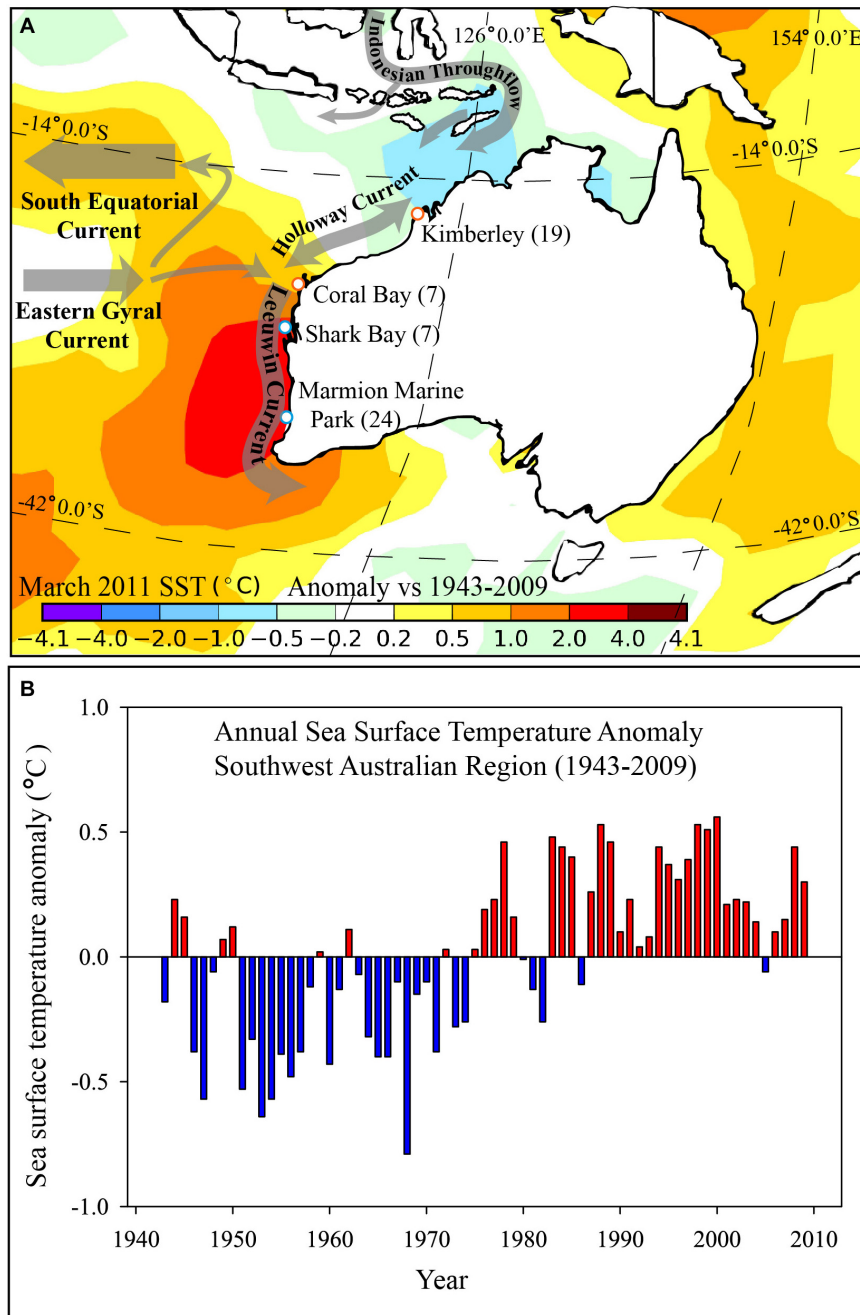 A
Indonesian Throughflow
126° 0.0'E
154° 0.0'E
-14° 0.0'S
-14° 0.0'S
South Equatorial
Current
Holloway Current
Kimberley (19)
Eastern Gyral
Current
Coral Bay (7)
Leeuwin Current
Shark Bay (7)
Marmion Marine
Park (24)
-42° 0.0'S
-42° 0.0'S
March 2011 SST (°C) Anomaly vs 1943-2009
−4.1 −4.0 −2.0 −1.0 −0.5 −0.2 0.2 0.5 1.0 2.0 4.0 4.1
B
Annual Sea Surface Temperature Anomaly
Southwest Australian Region (1943-2009)
Sea surface temperature anomaly (°C)
1.0
0.5
0.0
-0.5
-1.0
1940 1950 1960 1970 1980 1990 2000 2010
Year